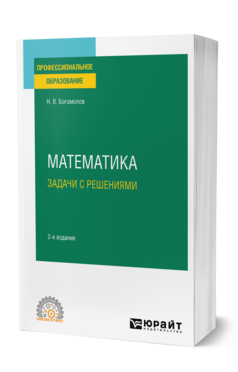 ПРОФЕССИОНАЛЬНОЕ
ОБРАЗОВАНИЕ
Н. В. Богомолов
МАТЕМАТИКА
ЗАДАЧИ С РЕШЕНИЯМИ
2-е издание
юрайт